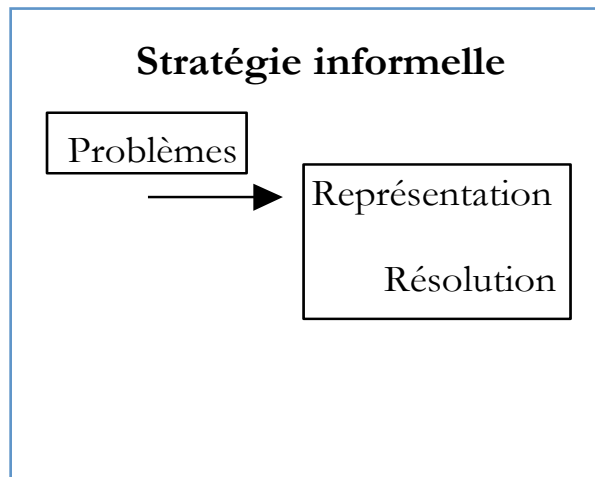 Stratégie informelle
Problèmes
Représentation
Résolution